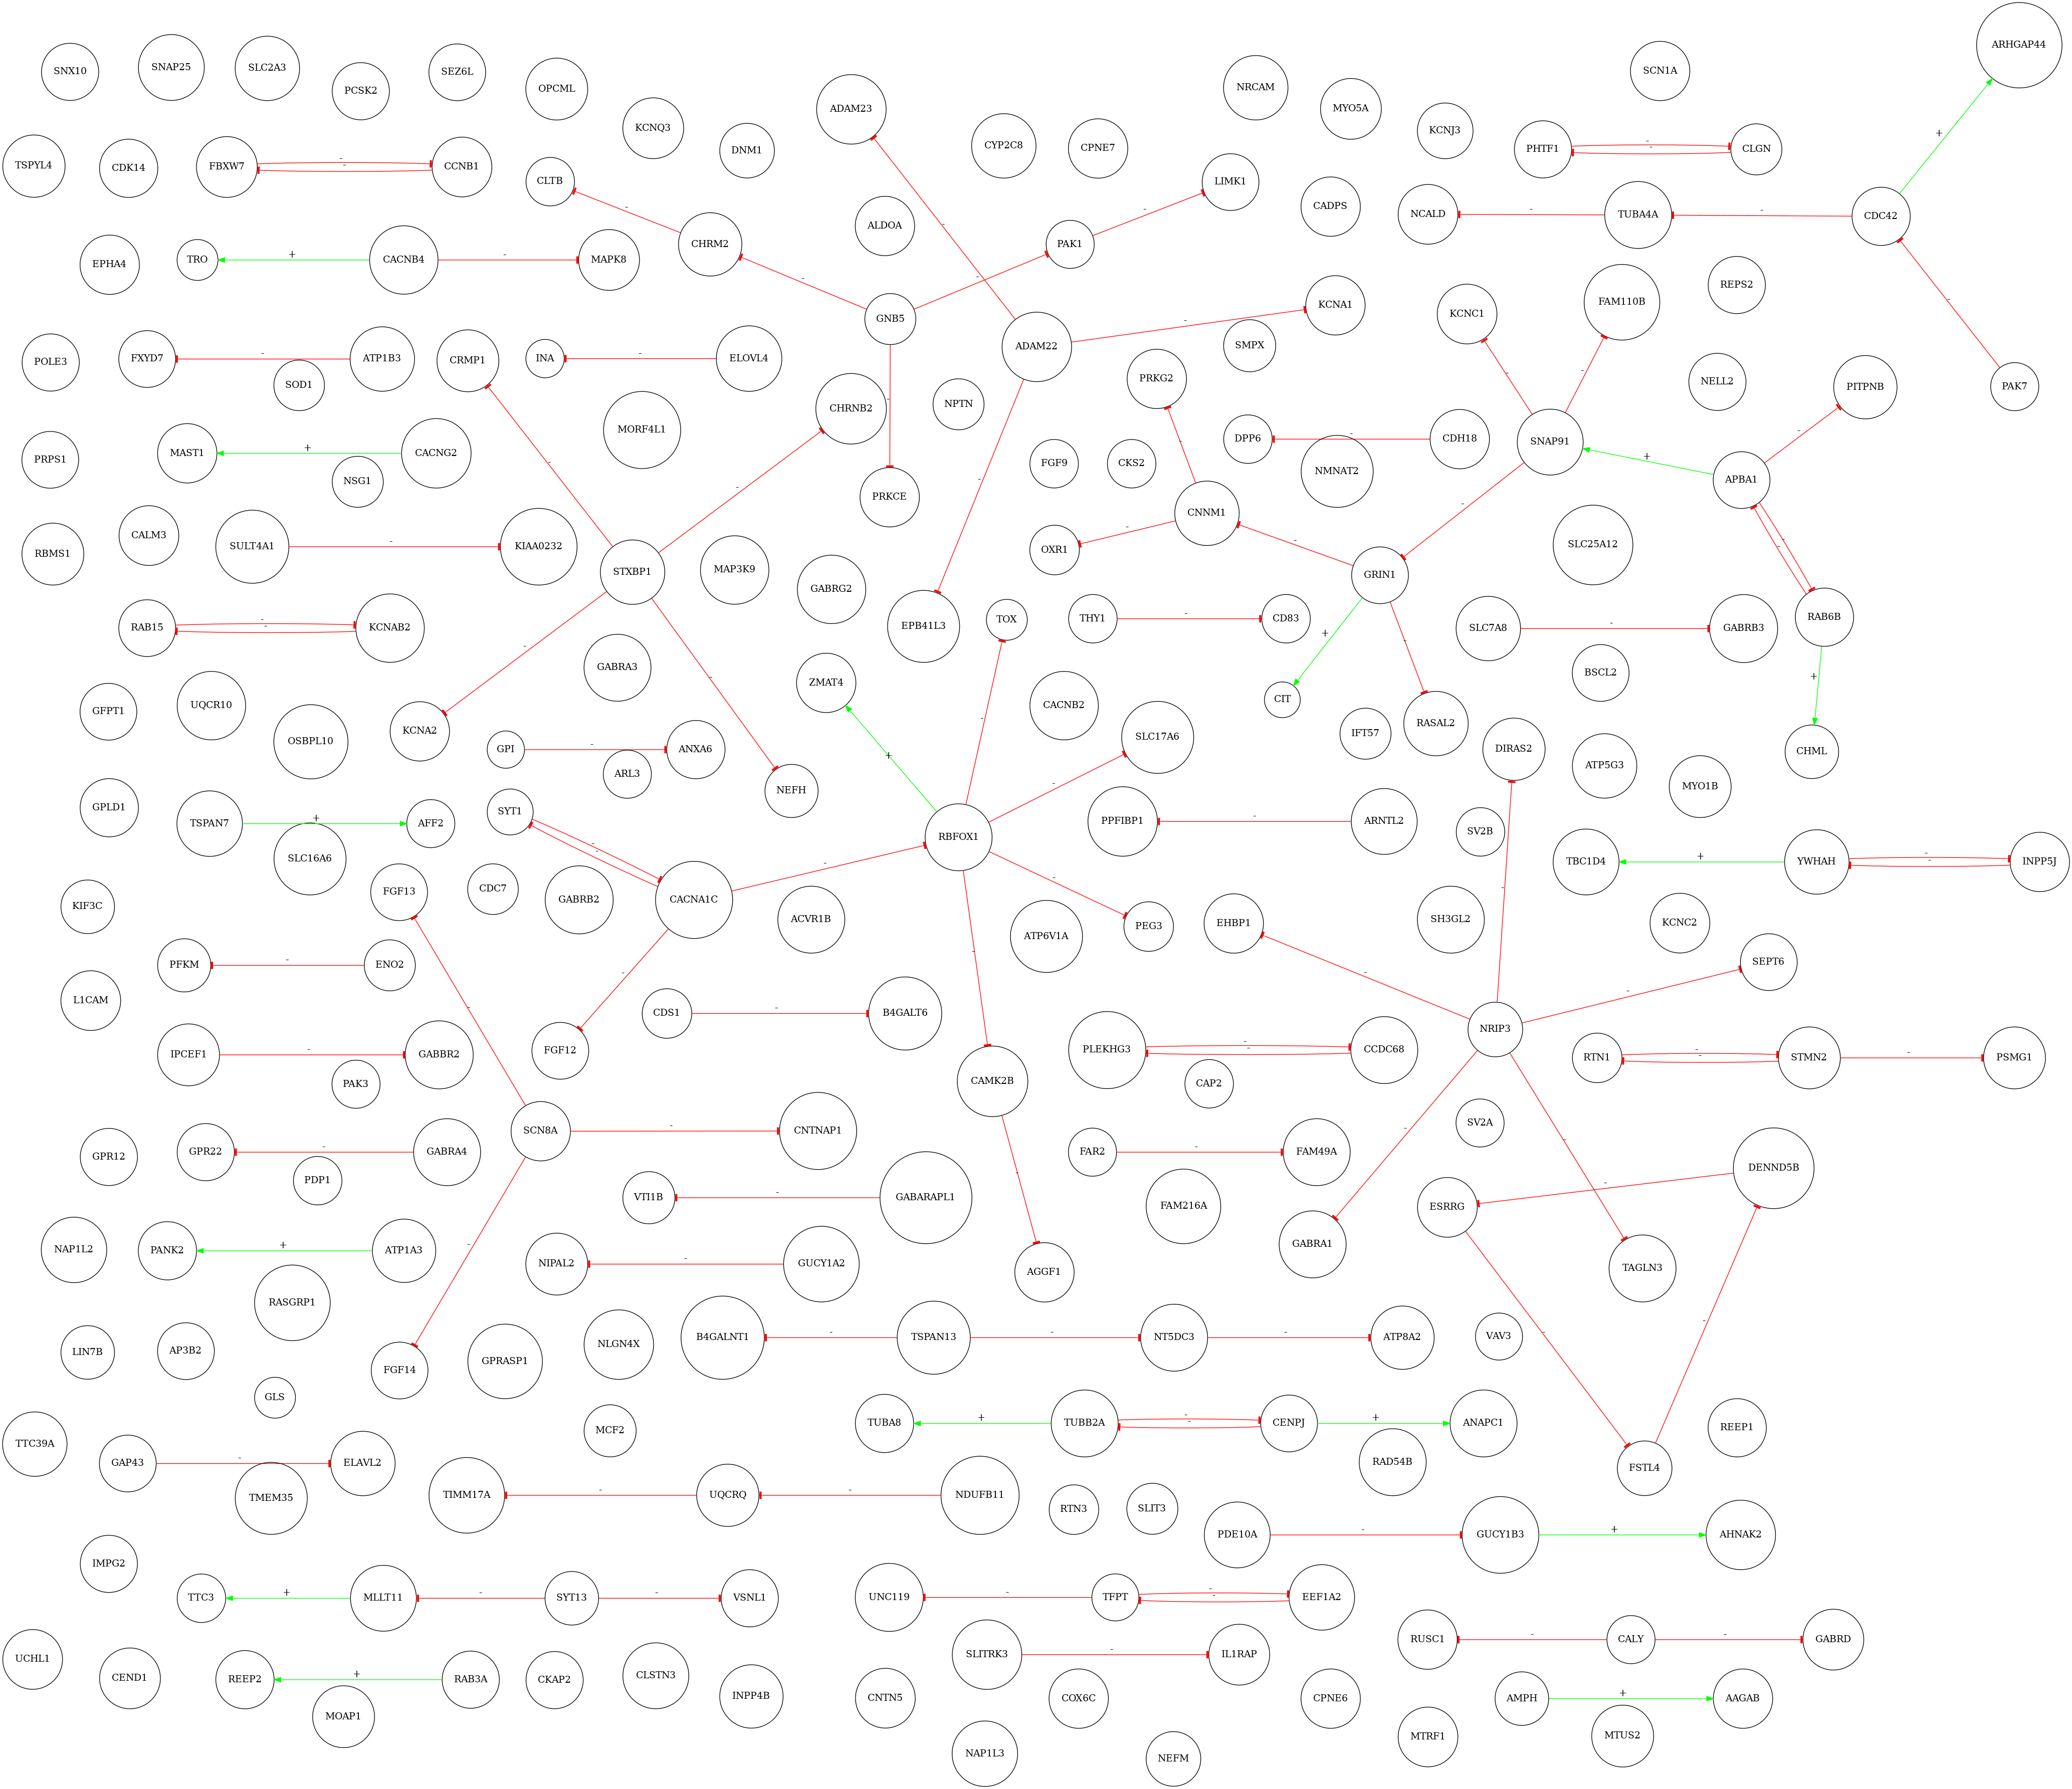 ARHGAP44
SNX10
SNAP25
SLC2A3
PCSK2
SEZ6L
OPCML
ADAM23
NRCAM
MYO5A
SCN1A
KCNQ3
DNM1
CYP2C8
CPNE7
KCNJ3
PHTF1
-
-
CLGN
+
TSPYL4
CDK14
FBXW7
-
-
CCNB1
CLTB
-
CHRM2
ALDOA
-
PAK1
-
LIMK1
CADPS
NCALD
-
TUBA4A
-
CDC42
EPHA4
TRO
+
CACNB4
-
MAPK8
-
-
GNB5
-
KCNA1
KCNC1
FAM110B
REPS2
-
POLE3
FXYD7
-
ATP1B3
SOD1
CRMP1
INA
-
ELOVL4
ADAM22
SMPX
PRKG2
-
-
NELL2
PITPNB
PAK7
MORF4L1
CHRNB2
-
NPTN
-
PRPS1
MAST1
+
CACNG2
NSG1
-
-
PRKCE
-
FGF9
CKS2
DPP6
-
CDH18
NMNAT2
SNAP91
+
APBA1
RBMS1
CALM3
SULT4A1
-
KIAA0232
STXBP1
MAP3K9
GABRG2
OXR1
-
CNNM1
-
GRIN1
-
SLC25A12
-
-
RAB15
-
-
KCNAB2
-
-
EPB41L3
TOX
THY1
-
CD83
+
-
SLC7A8
-
GABRB3
RAB6B
GABRA3
ZMAT4
BSCL2
+
GFPT1
UQCR10
OSBPL10
KCNA2
GPI
-
ANXA6
ARL3
NEFH
+
-
CACNB2
SLC17A6
CIT
IFT57
RASAL2
DIRAS2
ATP5G3
CHML
MYO1B
GPLD1
TSPAN7
+
AFF2
SLC16A6
SYT1
-
-
-
RBFOX1
-
PPFIBP1
-
ARNTL2
SV2B
TBC1D4
+
YWHAH
-
-
INPP5J
KIF3C
FGF13
CDC7
GABRB2
CACNA1C
ACVR1B
-
PEG3
EHBP1
SH3GL2
-
KCNC2
PFKM
-
ENO2
-
-
ATP6V1A
-
-
-
SEPT6
L1CAM
CDS1
-
B4GALT6
NRIP3
IPCEF1
-
GABBR2
PAK3
FGF12
CAMK2B
PLEKHG3
-
-
CCDC68
CAP2
RTN1
-
-
STMN2
-
PSMG1
GPR12
GPR22
-
GABRA4
PDP1
SCN8A
-
CNTNAP1
-
FAR2
-
FAM49A
-
SV2A
-
DENND5B
VTI1B
-
GABARAPL1
FAM216A
ESRRG
-
NAP1L2
PANK2
+
ATP1A3
-
NIPAL2
-
GUCY1A2
AGGF1
GABRA1
TAGLN3
RASGRP1
LIN7B
AP3B2
GLS
FGF14
GPRASP1
NLGN4X
B4GALNT1
-
TSPAN13
-
NT5DC3
-
ATP8A2
VAV3
-
-
TTC39A
GAP43
-
ELAVL2
TMEM35
MCF2
TUBA8
+
TUBB2A
-
-
CENPJ
+
ANAPC1
RAD54B
FSTL4
REEP1
TIMM17A
-
UQCRQ
-
NDUFB11
RTN3
SLIT3
PDE10A
-
GUCY1B3
+
AHNAK2
IMPG2
TTC3
+
MLLT11
-
SYT13
-
VSNL1
UNC119
-
TFPT
-
-
EEF1A2
UCHL1
CEND1
REEP2
+
RAB3A
MOAP1
CKAP2
CLSTN3
INPP4B
SLITRK3
-
IL1RAP
RUSC1
-
CALY
-
GABRD
CNTN5
COX6C
CPNE6
AMPH
+
AAGAB
NAP1L3
NEFM
MTRF1
MTUS2